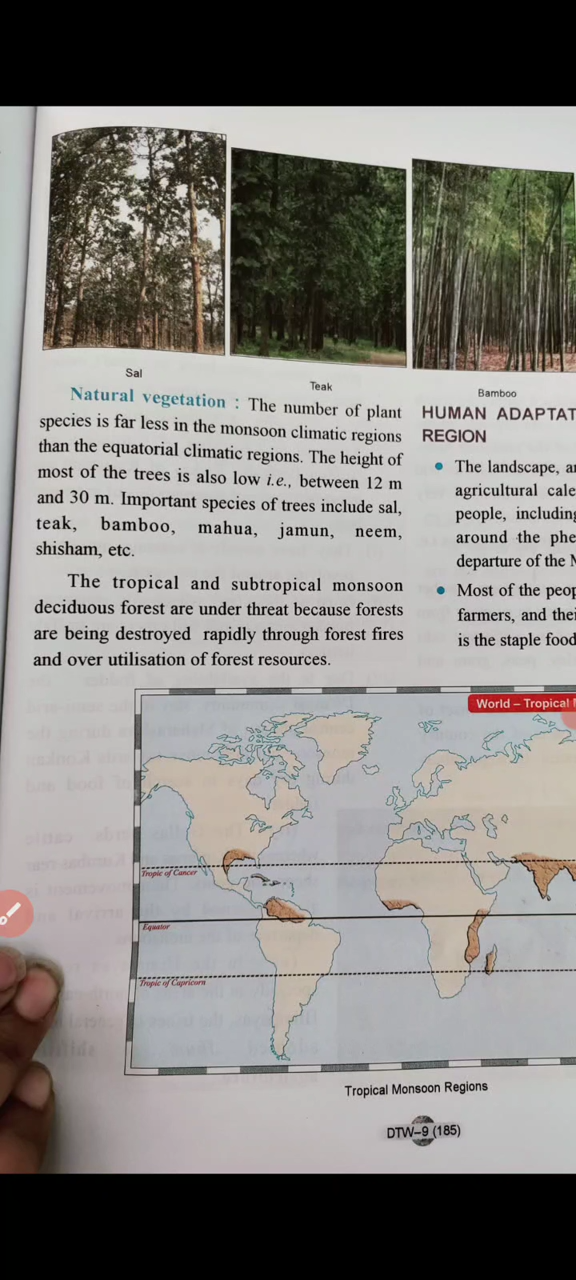 Sal
Teak
Bamboo
Natural vegetation : The number of plant
species is far less in the monsoon climatic regions
than the equatorial climatic regions. The height of
most of the trees is also low i.e., between 12 m
and 30 m. Important species of trees include sal,
teak, bamboo, mahua, jamun, neem,
shisham, etc.
The tropical and subtropical monsoon
deciduous forest are under threat because forests
are being destroyed rapidly through forest fires
and over utilisation of forest resources.
HUMAN ADAPTAT
REGION
• The landscape, an
agricultural cale
people, including
around the phe
departure of the M
• Most of the peop
farmers, and thei
is the staple food
World – Tropical
Tropic of Cancer
Equator
Tropic of Capricorn
Tropical Monsoon Regions
DTW–9 (185)